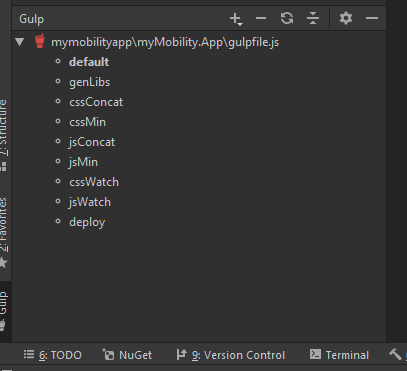 Gulp
mymobilityapp\myMobility.App\gulpfile.js
default
genLibs
cssConcat
cssMin
jsConcat
jsMin
cssWatch
jsWatch
deploy
7: Structure
2: Favorites
Gulp
6: TODO
NuGet
9: Version Control
Terminal